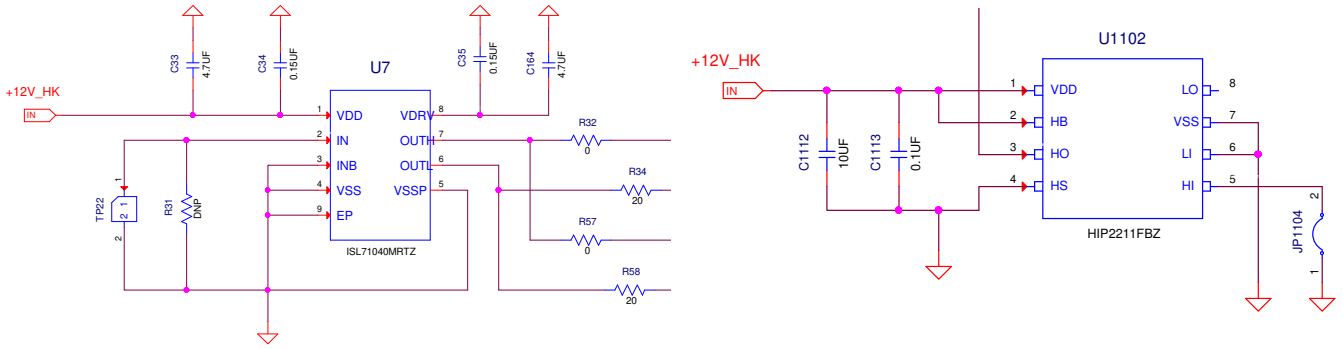 +12V_HK
IN
C33
4.7UF
C34
0.15UF
U7
C35
0.15UF
C164
4.7UF
1
VDD
VDRV
8
2
IN
OUTH
7
3
INB
OUTL
6
4
VSS
VSSP
5
9
EP
ISL71040MRTZ
TP22
1
2 1
2
R31
DNP
R32
0
R34
20
R57
0
R58
20
+12V_HK
IN
C1112
10UF
C1113
0.1UF
U1102
1
VDD
LO
8
2
HB
VSS
7
3
HO
LI
6
4
HS
HI
5
HIP2211FBZ
JP1104
2
1